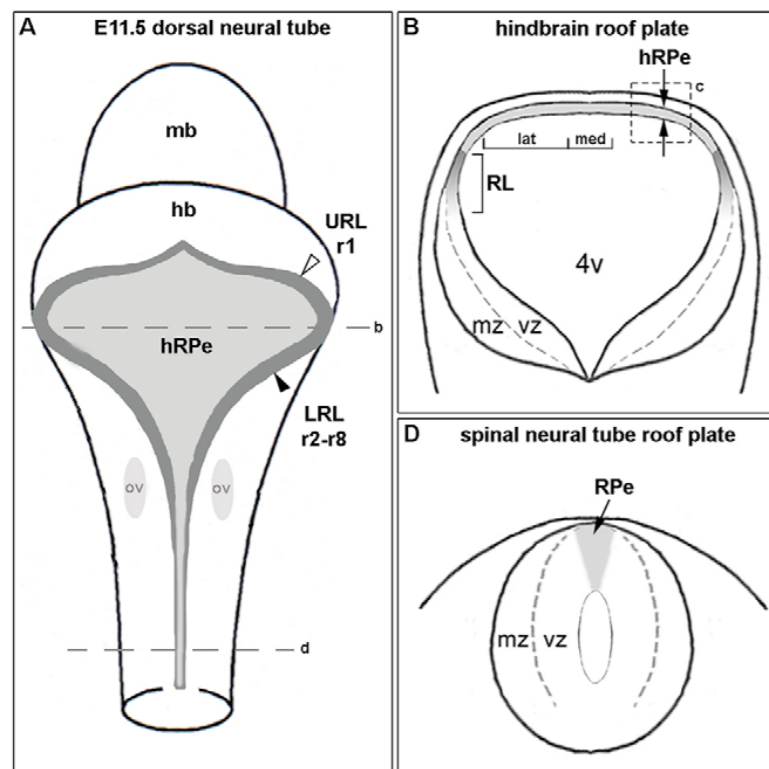 A E11.5 dorsal neural tube
mb
hb
URL
r1
b
hRPe
LRL
r2-r8
ov ov
d
B hindbrain roof plate
hRPe
c
lat med
RL
4v
mz vz
D spinal neural tube roof plate
RPe
mz vz